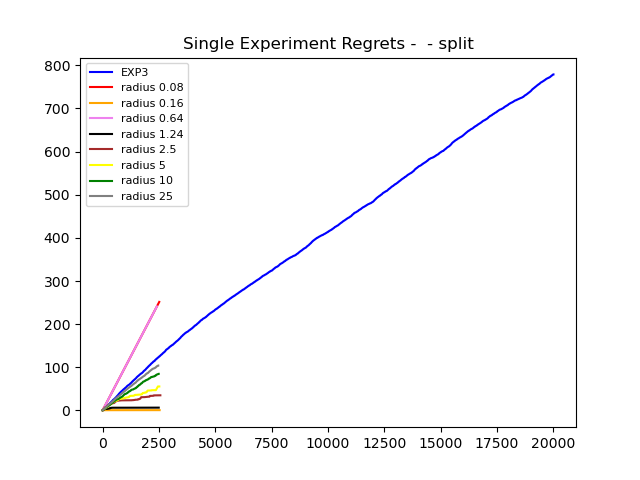 Single Experiment Regrets -  - split
800
700
600
500
400
300
200
100
0
EXP3
radius 0.08
radius 0.16
radius 0.64
radius 1.24
radius 2.5
radius 5
radius 10
radius 25
0 2500 5000 7500 10000 12500 15000 17500 20000